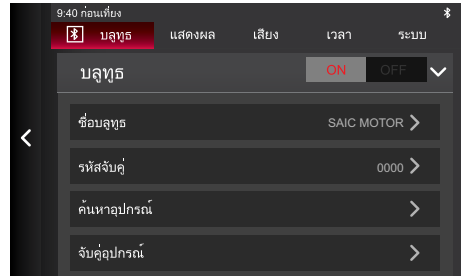 9:40 ก่อนเที่ยง
บลูทูธ แสดงผล เสียง เวลา ระบบ
บลูทูธ ON OFF
ชื่อบลูทูธ SAIC MOTOR
รหัสจับคู่ 0000
ค้นหาอุปกรณ์
จับคู่อุปกรณ์